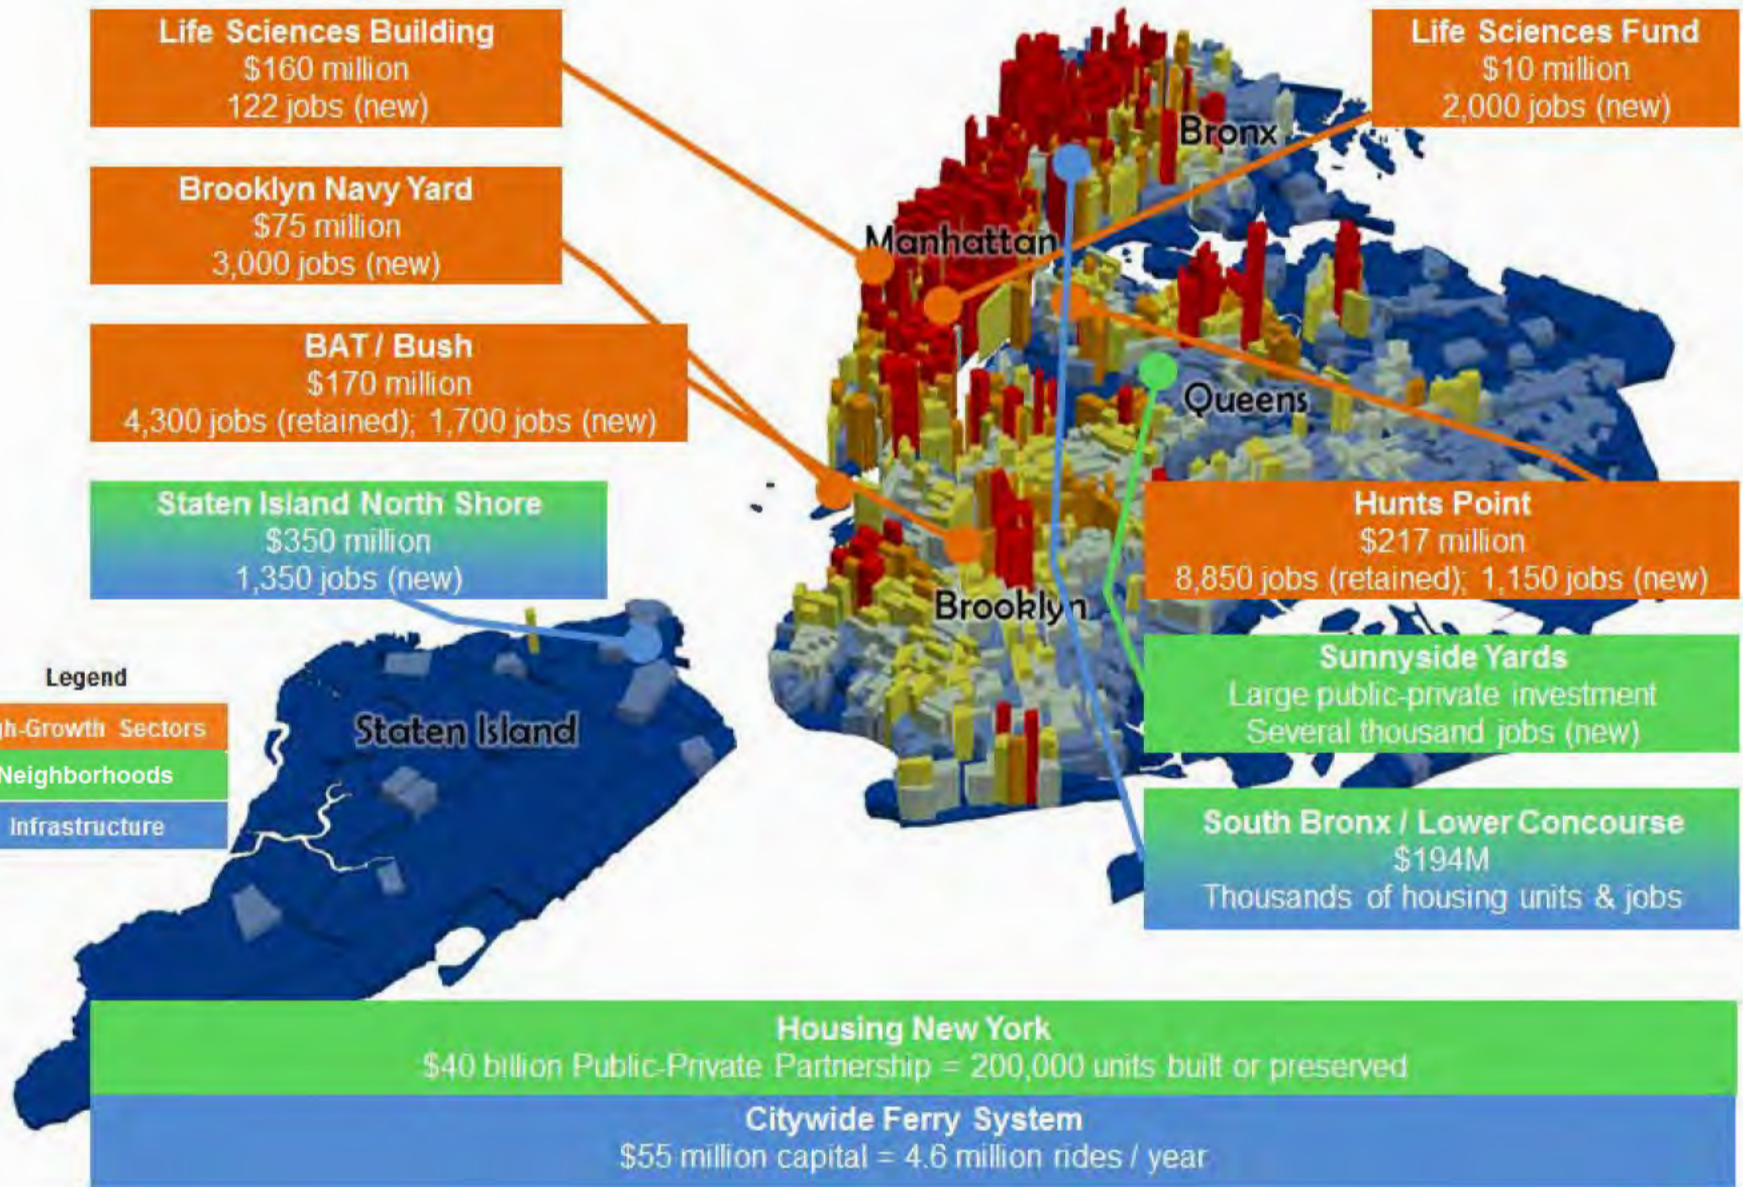 Life Sciences Building
$160 million
122 jobs (new)
Life Sciences Fund
$10 million
2,000 jobs (new)
Bronx
Brooklyn Navy Yard
$75 million
3,000 jobs (new)
Manhattan
BAT / Bush
$170 million
4,300 jobs (retained); 1,700 jobs (new)
Queens
Staten Island North Shore
$350 million
1,350 jobs (new)
Hunts Point
$217 million
8,850 jobs (retained); 1,150 jobs (new)
Brooklyn
Sunnyside Yards
Large public-private investment
Several thousand jobs (new)
Legend
gh-Growth Sectors
Neighborhoods
Infrastructure
Staten Island
South Bronx / Lower Concourse
$194M
Thousands of housing units & jobs
Housing New York
$40 billion Public-Private Partnership = 200,000 units built or preserved
Citywide Ferry System
$55 million capital = 4.6 million rides / year